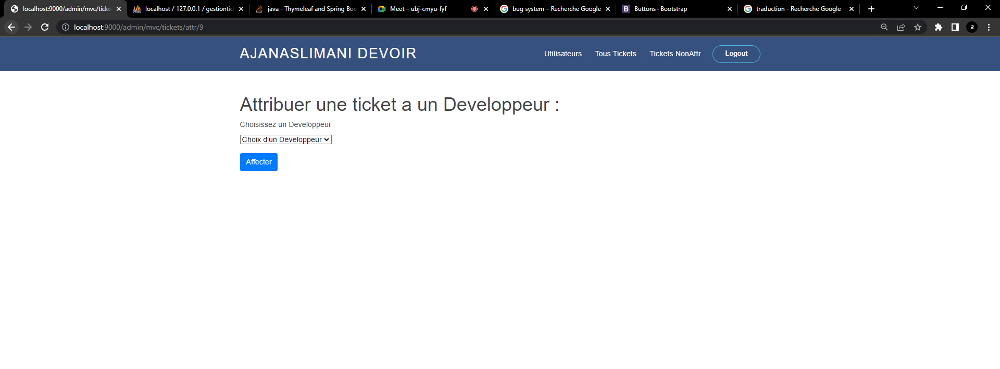 localhost:9000/admin/mvc/ticke
localhost / 127.0.0.1 / gestiontic
java - Thymeleaf and Spring Boo
Meet – ubj-cmyu-fyf
bug system – Recherche Google
B Buttons · Bootstrap
traduction - Recherche Google
localhost:9000/admin/mvc/tickets/attr/9
AJANASLIMANI DEVOIR
Utilisateurs
Tous Tickets
Tickets NonAttr
Logout
Attribuer une ticket a un Developpeur :
Choisissez un Developpeur
Choix d'un Developpeur
Affecter